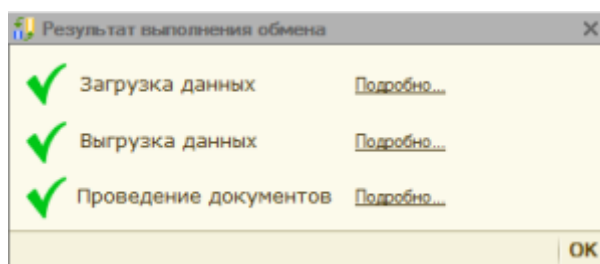 Результат выполнения обмена
Загрузка данных Подробно...
Выгрузка данных Подробно...
Проведение документов Подробно...
OK